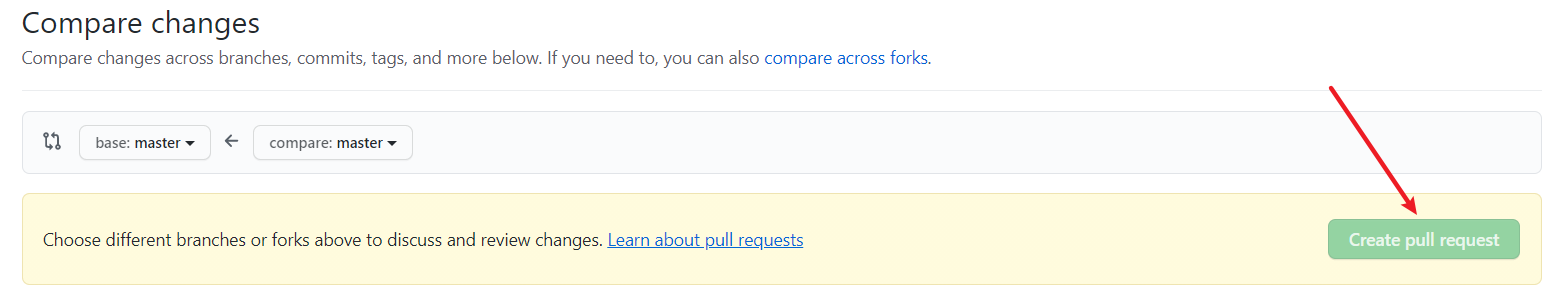 Compare changes
Compare changes across branches, commits, tags, and more below. If you need to, you can also compare across forks.
base: master compare: master
Choose different branches or forks above to discuss and review changes. Learn about pull requests Create pull request